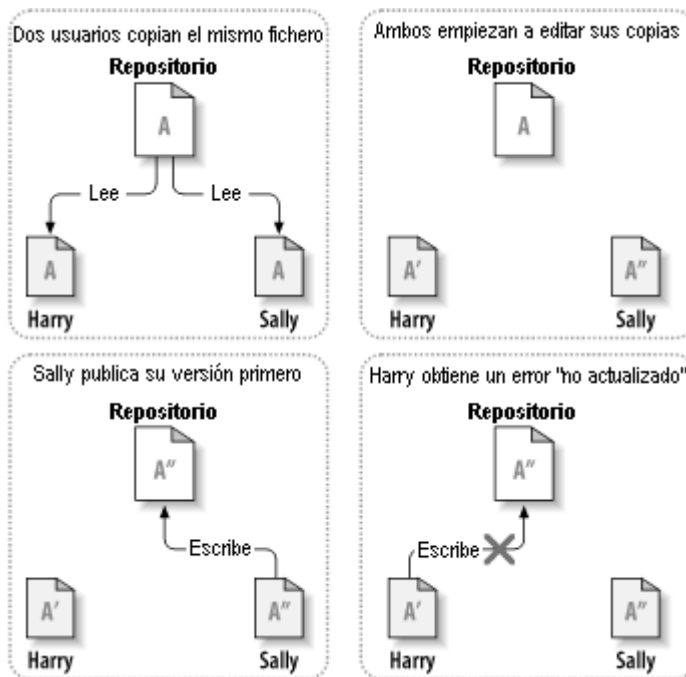 Dos usuarios copian el mismo fichero
Repositorio
A
Lee
Lee
A
A
Harry
Sally
Ambos empiezan a editar sus copias
Repositorio
A
A′
A″
Harry
Sally
Sally publica su versión primero
Repositorio
A″
Escribe
A′
A″
Harry
Sally
Harry obtiene un error "no actualizado"
Repositorio
A″
Escribe
A′
A″
Harry
Sally